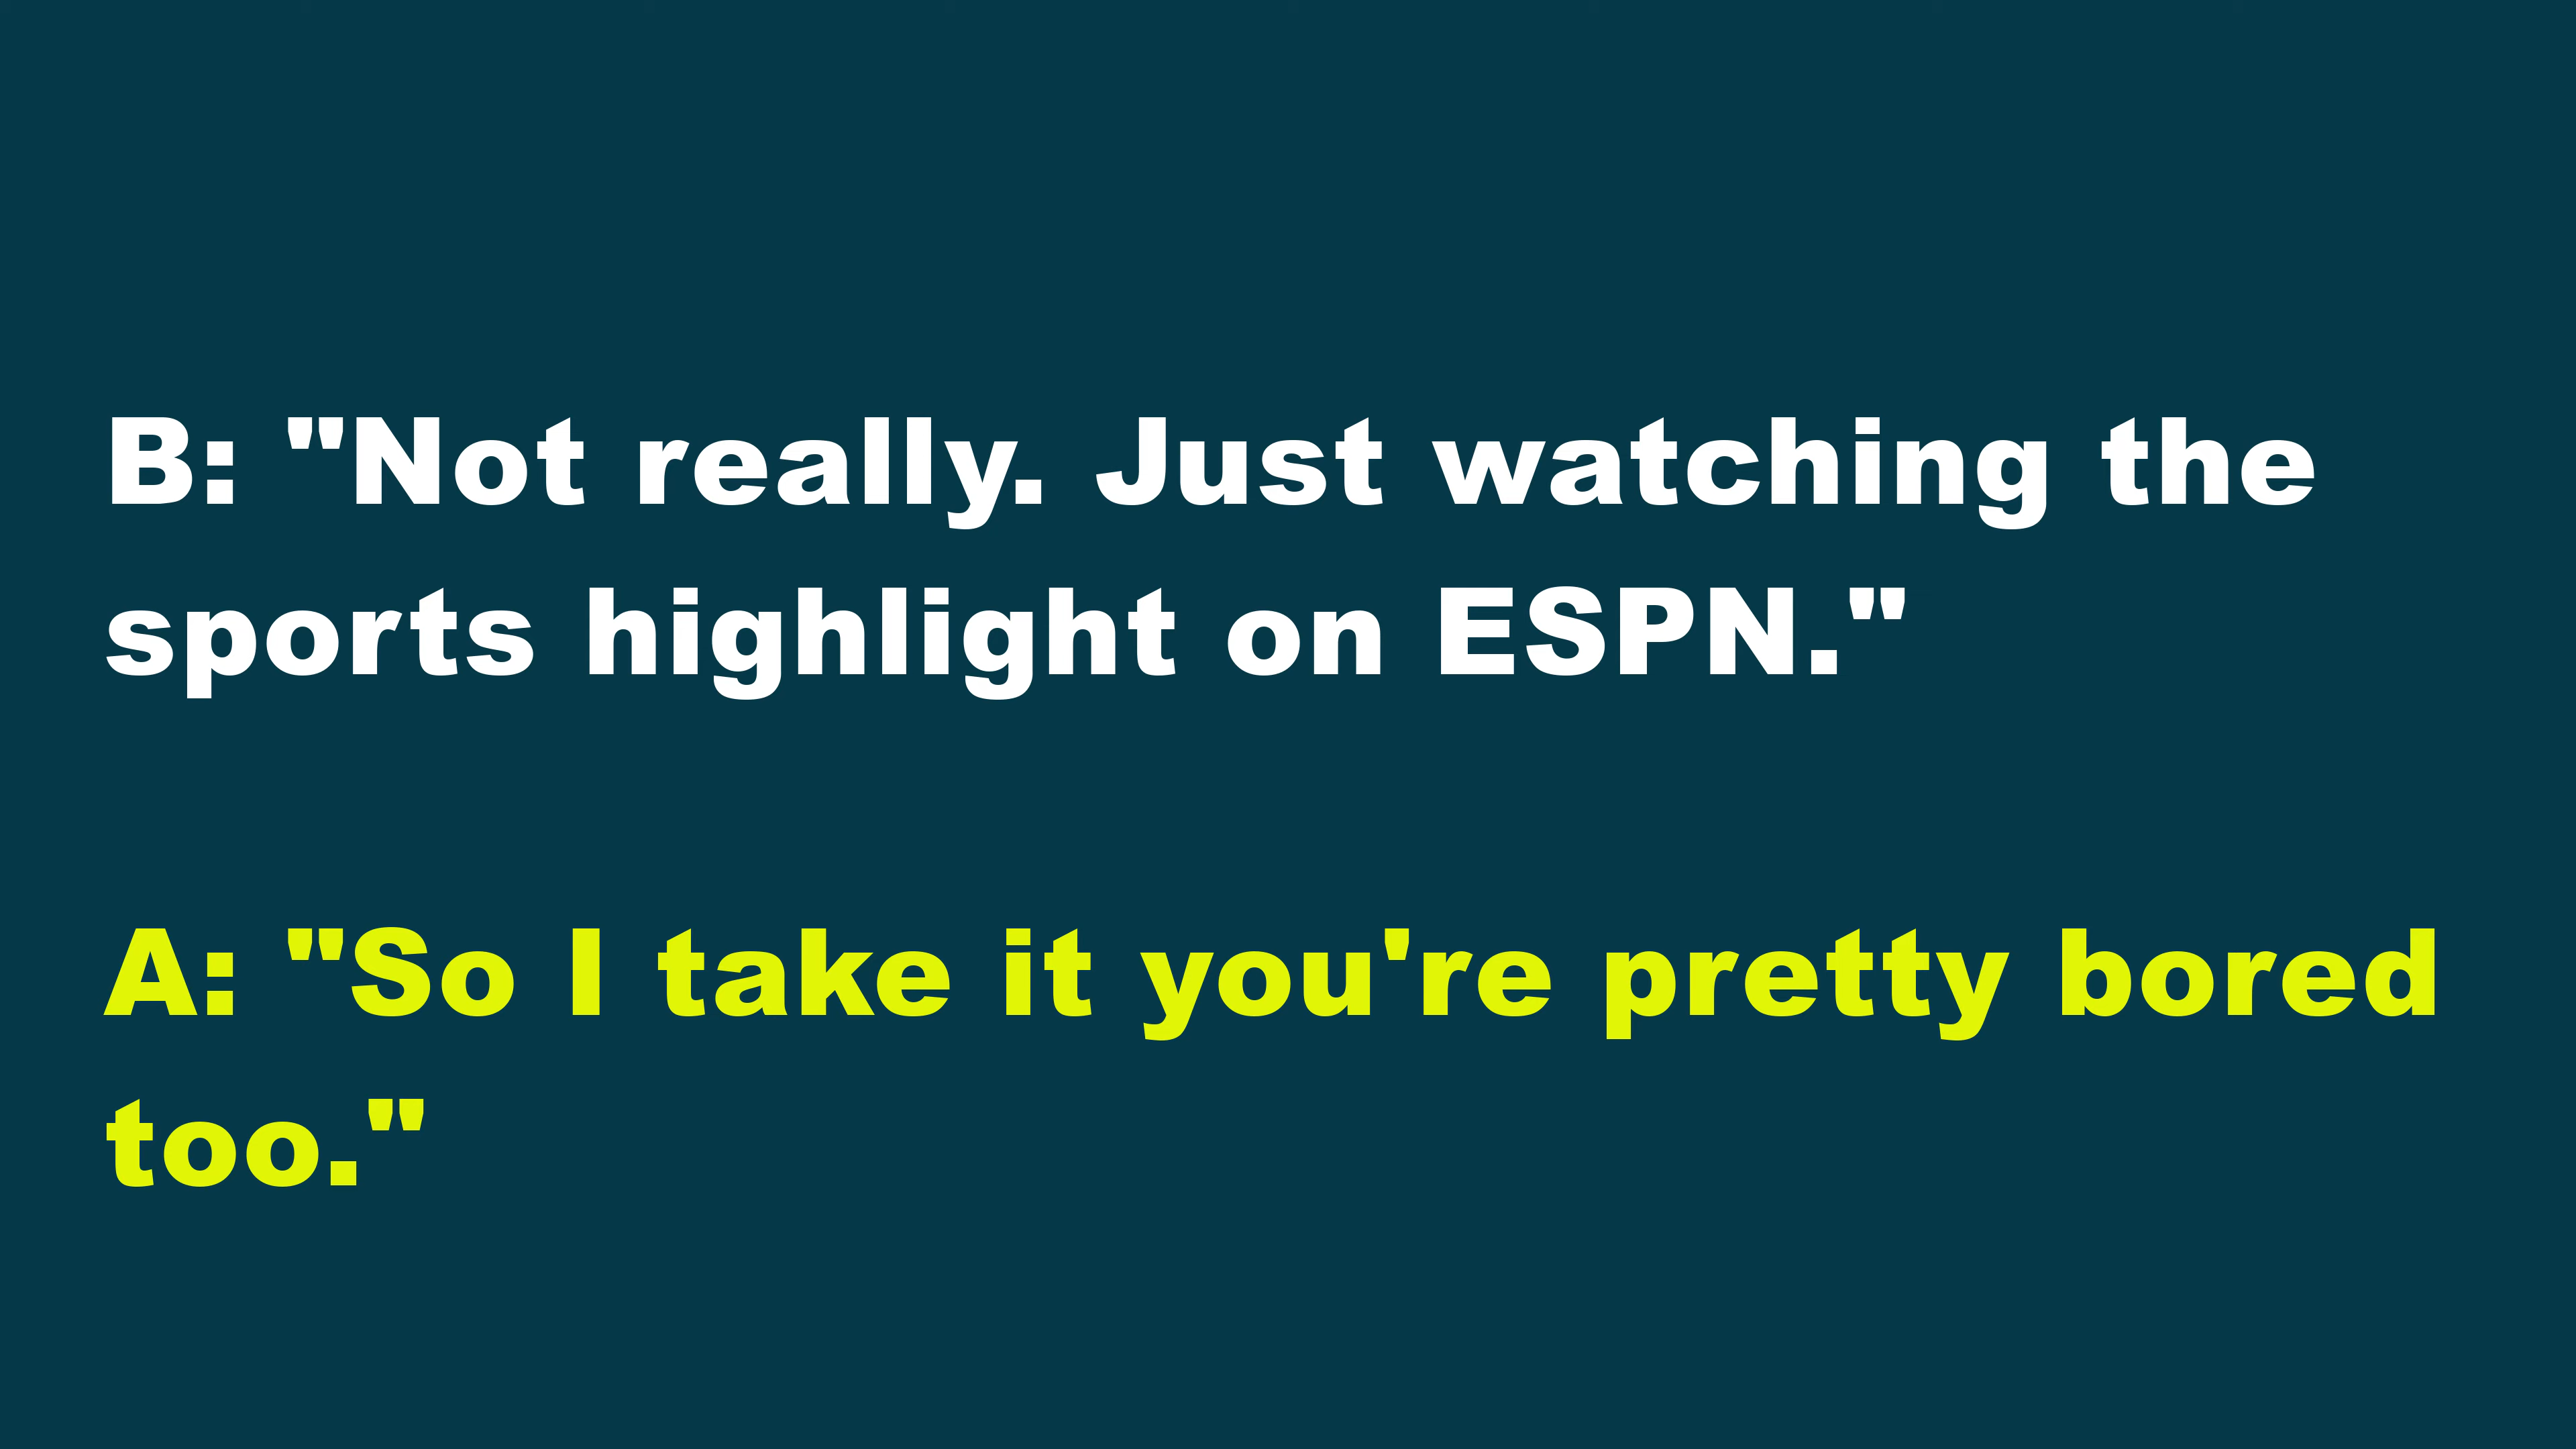 B: "Not really. Just watching the
sports highlight on ESPN."
A: "So I take it you're pretty bored
too."